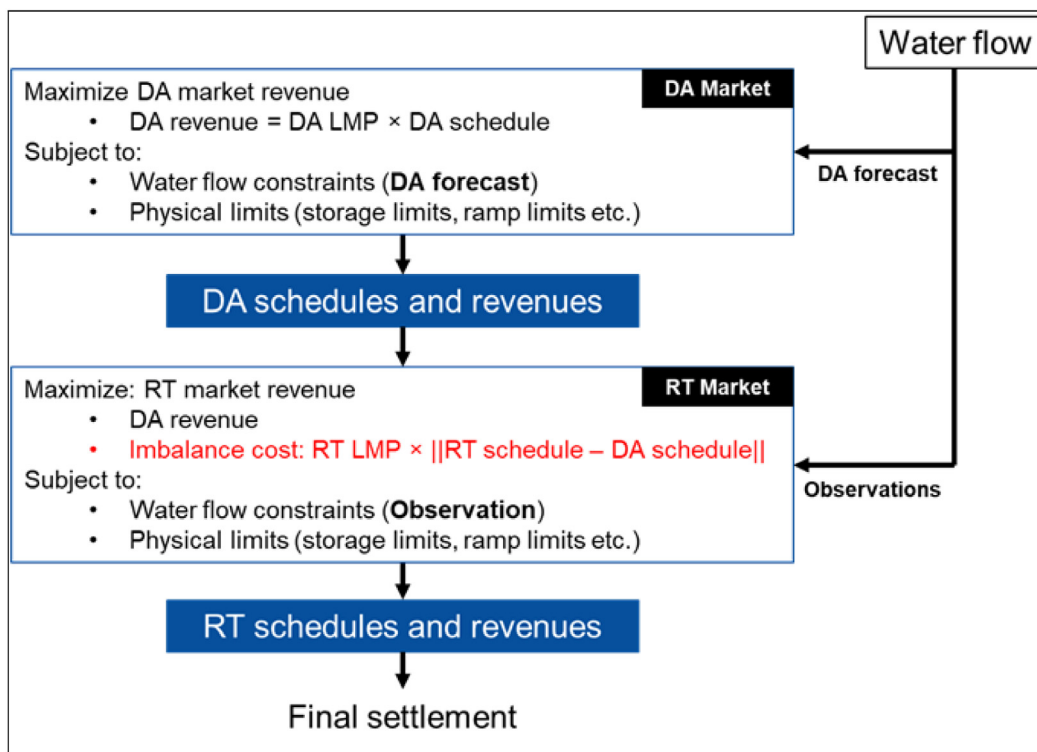 Water flow
DA Market
Maximize DA market revenue
• DA revenue = DA LMP × DA schedule
Subject to:
• Water flow constraints (DA forecast)
• Physical limits (storage limits, ramp limits etc.)
DA forecast
DA schedules and revenues
RT Market
Maximize: RT market revenue
• DA revenue
• Imbalance cost: RT LMP × ||RT schedule – DA schedule||
Subject to:
• Water flow constraints (Observation)
• Physical limits (storage limits, ramp limits etc.)
Observations
RT schedules and revenues
Final settlement